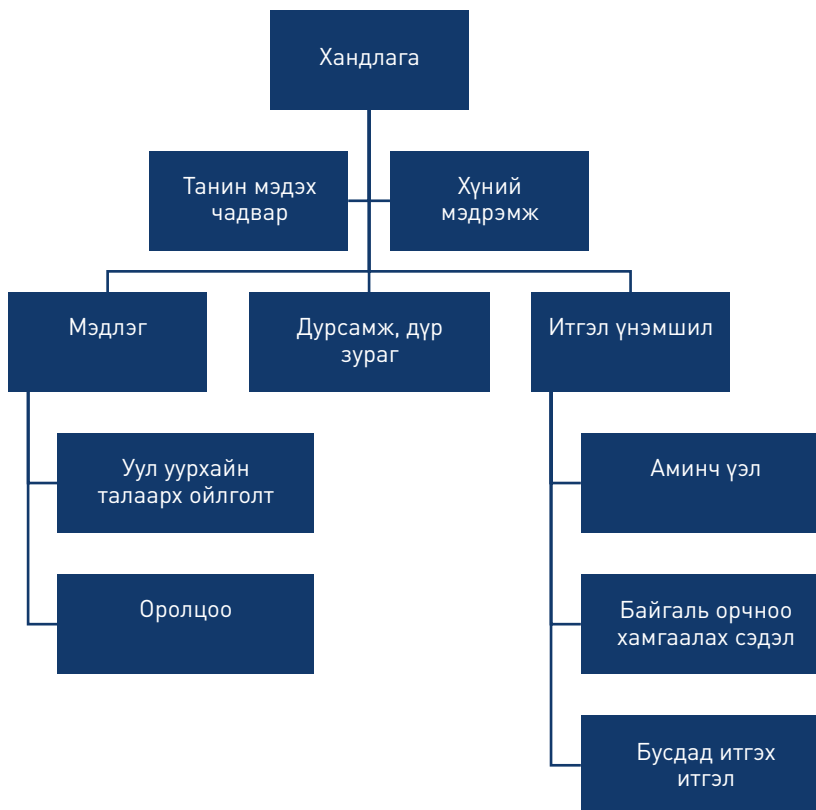 Хандлага
Танин мэдэх
чадвар
Хүний
мэдрэмж
Мэдлэг
Дурсамж, дүр
зураг
Итгэл үнэмшил
Уул уурхайн
талаарх ойлголт
Оролцоо
Аминч үэл
Байгаль орчноо
хамгаалах сэдэл
Бусдад итгэх
итгэл